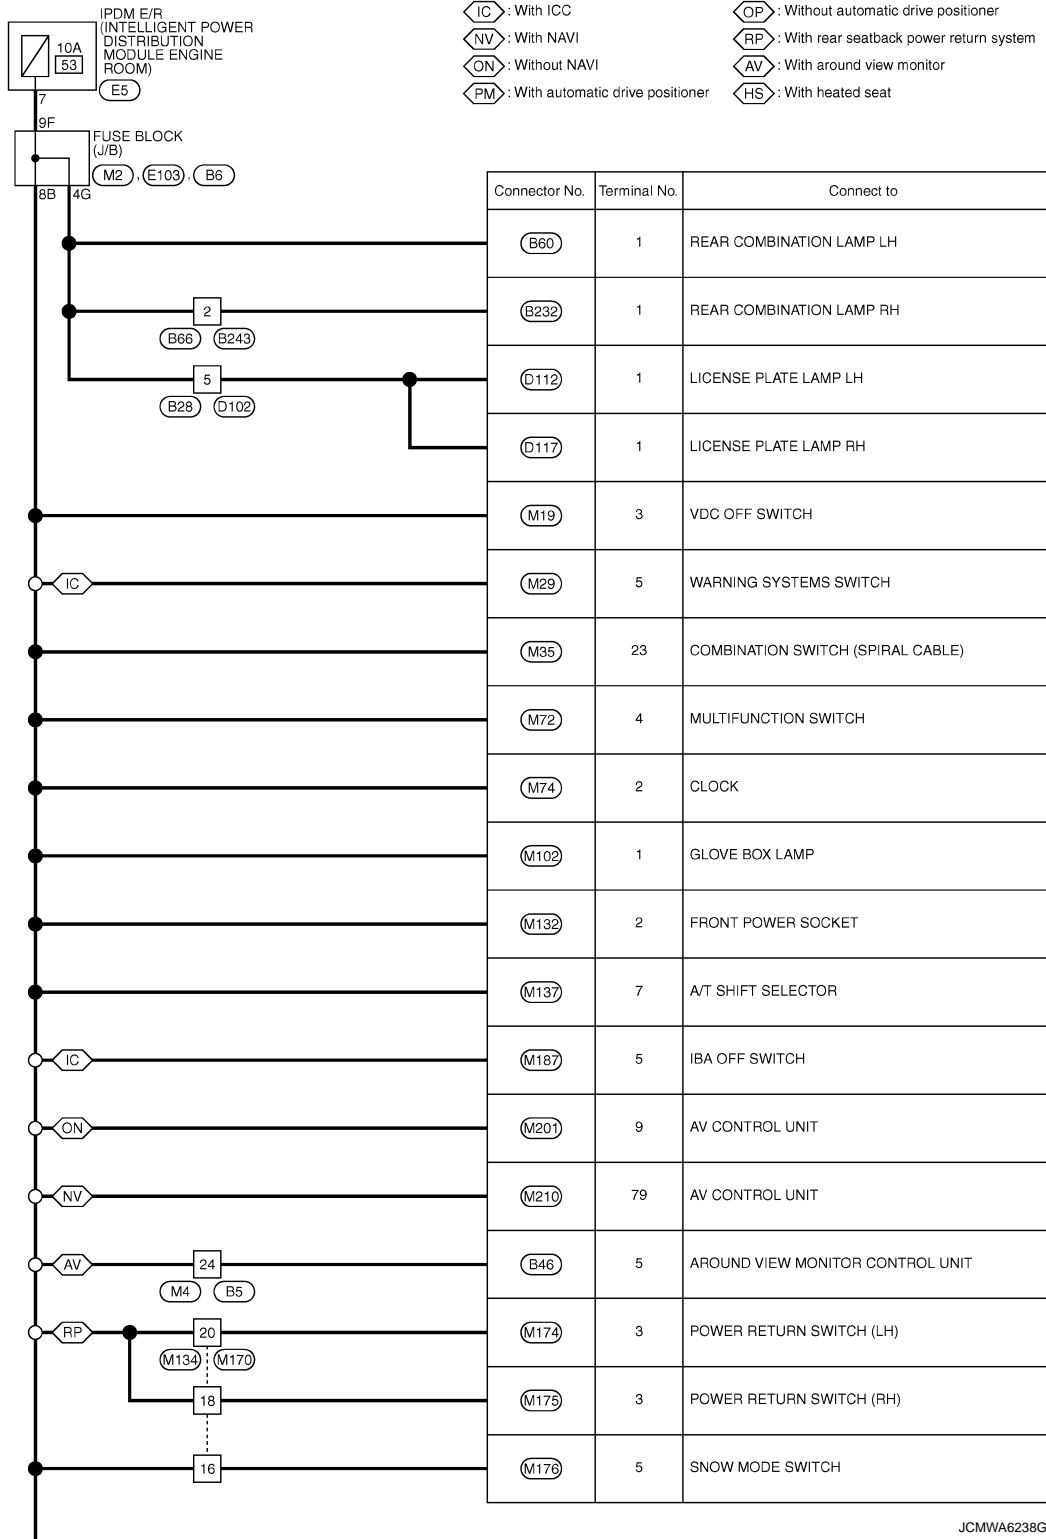 IPDM E/R
(INTELLIGENT POWER
DISTRIBUTION
MODULE ENGINE
ROOM)
10A
53
E5
7
9F
FUSE BLOCK
(J/B)
M2 , E103 , B6
8B 4G
IC : With ICC
NV : With NAVI
ON : Without NAVI
PM : With automatic drive positioner
OP : Without automatic drive positioner
RP : With rear seatback power return system
AV : With around view monitor
HS : With heated seat
Connector No. Terminal No. Connect to
B60 1 REAR COMBINATION LAMP LH
2 B232 1 REAR COMBINATION LAMP RH
B66 B243
5 D112 1 LICENSE PLATE LAMP LH
B28 D102
D117 1 LICENSE PLATE LAMP RH
M19 3 VDC OFF SWITCH
IC M29 5 WARNING SYSTEMS SWITCH
M35 23 COMBINATION SWITCH (SPIRAL CABLE)
M72 4 MULTIFUNCTION SWITCH
M74 2 CLOCK
M102 1 GLOVE BOX LAMP
M132 2 FRONT POWER SOCKET
M137 7 A/T SHIFT SELECTOR
IC M187 5 IBA OFF SWITCH
ON M201 9 AV CONTROL UNIT
NV M210 79 AV CONTROL UNIT
AV 24 B46 5 AROUND VIEW MONITOR CONTROL UNIT
M4 B5
RP 20 M174 3 POWER RETURN SWITCH (LH)
M134 M170
18 M175 3 POWER RETURN SWITCH (RH)
16 M176 5 SNOW MODE SWITCH
JCMWA6238G